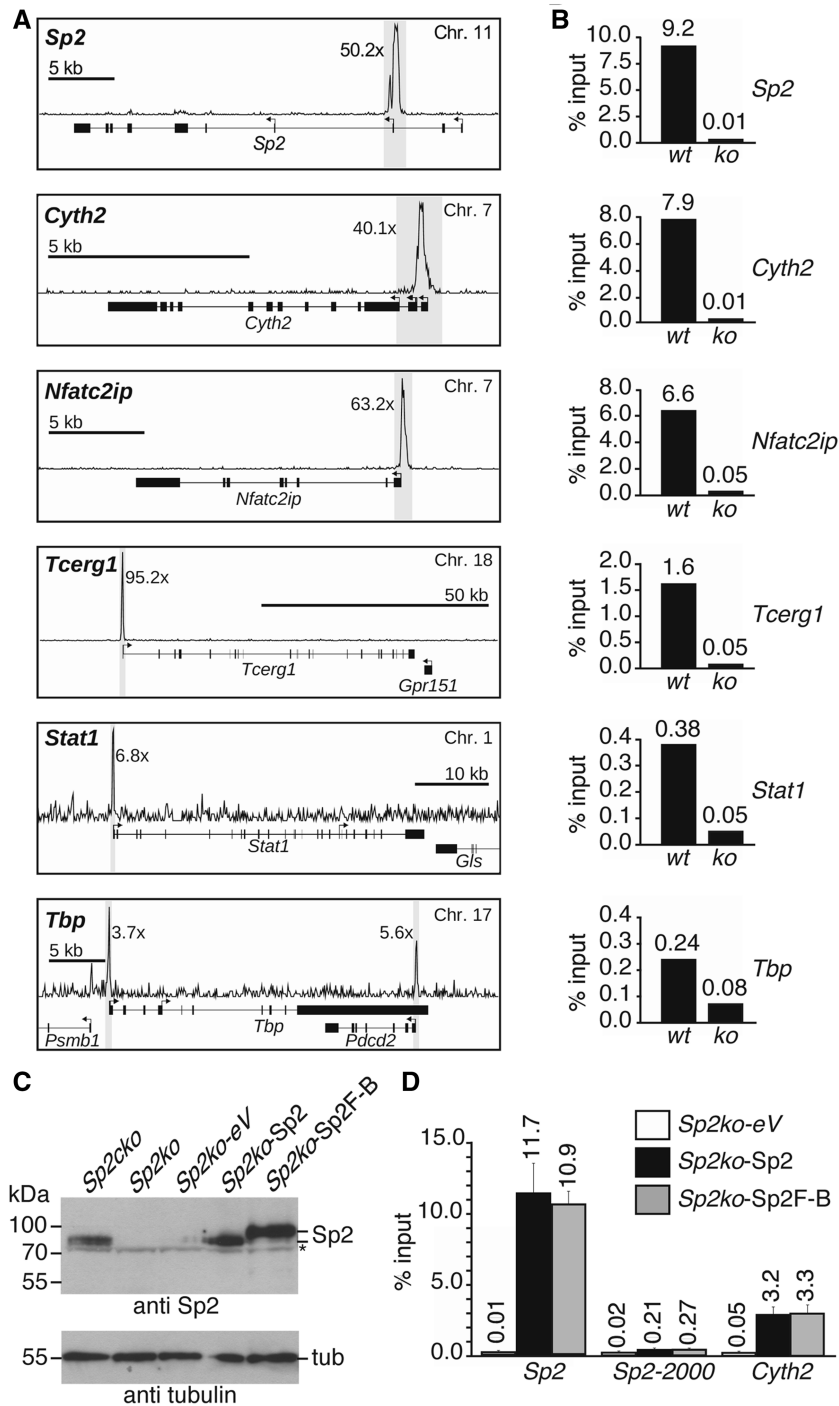 A
Sp2
Chr. 11
5 kb
50.2x
Sp2
Cyth2
Chr. 7
5 kb
40.1x
Cyth2
Nfatc2ip
Chr. 7
5 kb
63.2x
Nfatc2ip
Tcerg1
Chr. 18
95.2x
50 kb
Tcerg1
Gpr151
Stat1
Chr. 1
6.8x
10 kb
Stat1
Gls
Tbp
Chr. 17
5 kb
3.7x
5.6x
Psmb1
Tbp
Pdcd2
B
% input
10.0
7.5
5.0
2.5
0.0
9.2
0.01
wt
ko
Sp2
% input
8.0
6.0
4.0
2.0
0.0
7.9
0.01
wt
ko
Cyth2
% input
8.0
6.0
4.0
2.0
0.0
6.6
0.05
wt
ko
Nfatc2ip
% input
2.0
1.5
1.0
0.5
0.0
1.6
0.05
wt
ko
Tcerg1
% input
0.4
0.3
0.2
0.1
0.0
0.38
0.05
wt
ko
Stat1
% input
0.4
0.3
0.2
0.1
0.0
0.24
0.08
wt
ko
Tbp
C
Sp2cko
Sp2ko
Sp2ko-eV
Sp2ko-Sp2
Sp2ko-Sp2F-B
kDa
100
70
55
Sp2
*
anti Sp2
55
tub
anti tubulin
D
Sp2ko-eV
Sp2ko-Sp2
Sp2ko-Sp2F-B
% input
15.0
10.0
5.0
0.0
0.01
11.7
10.9
0.02
0.21
0.27
0.05
3.2
3.3
Sp2
Sp2-2000
Cyth2